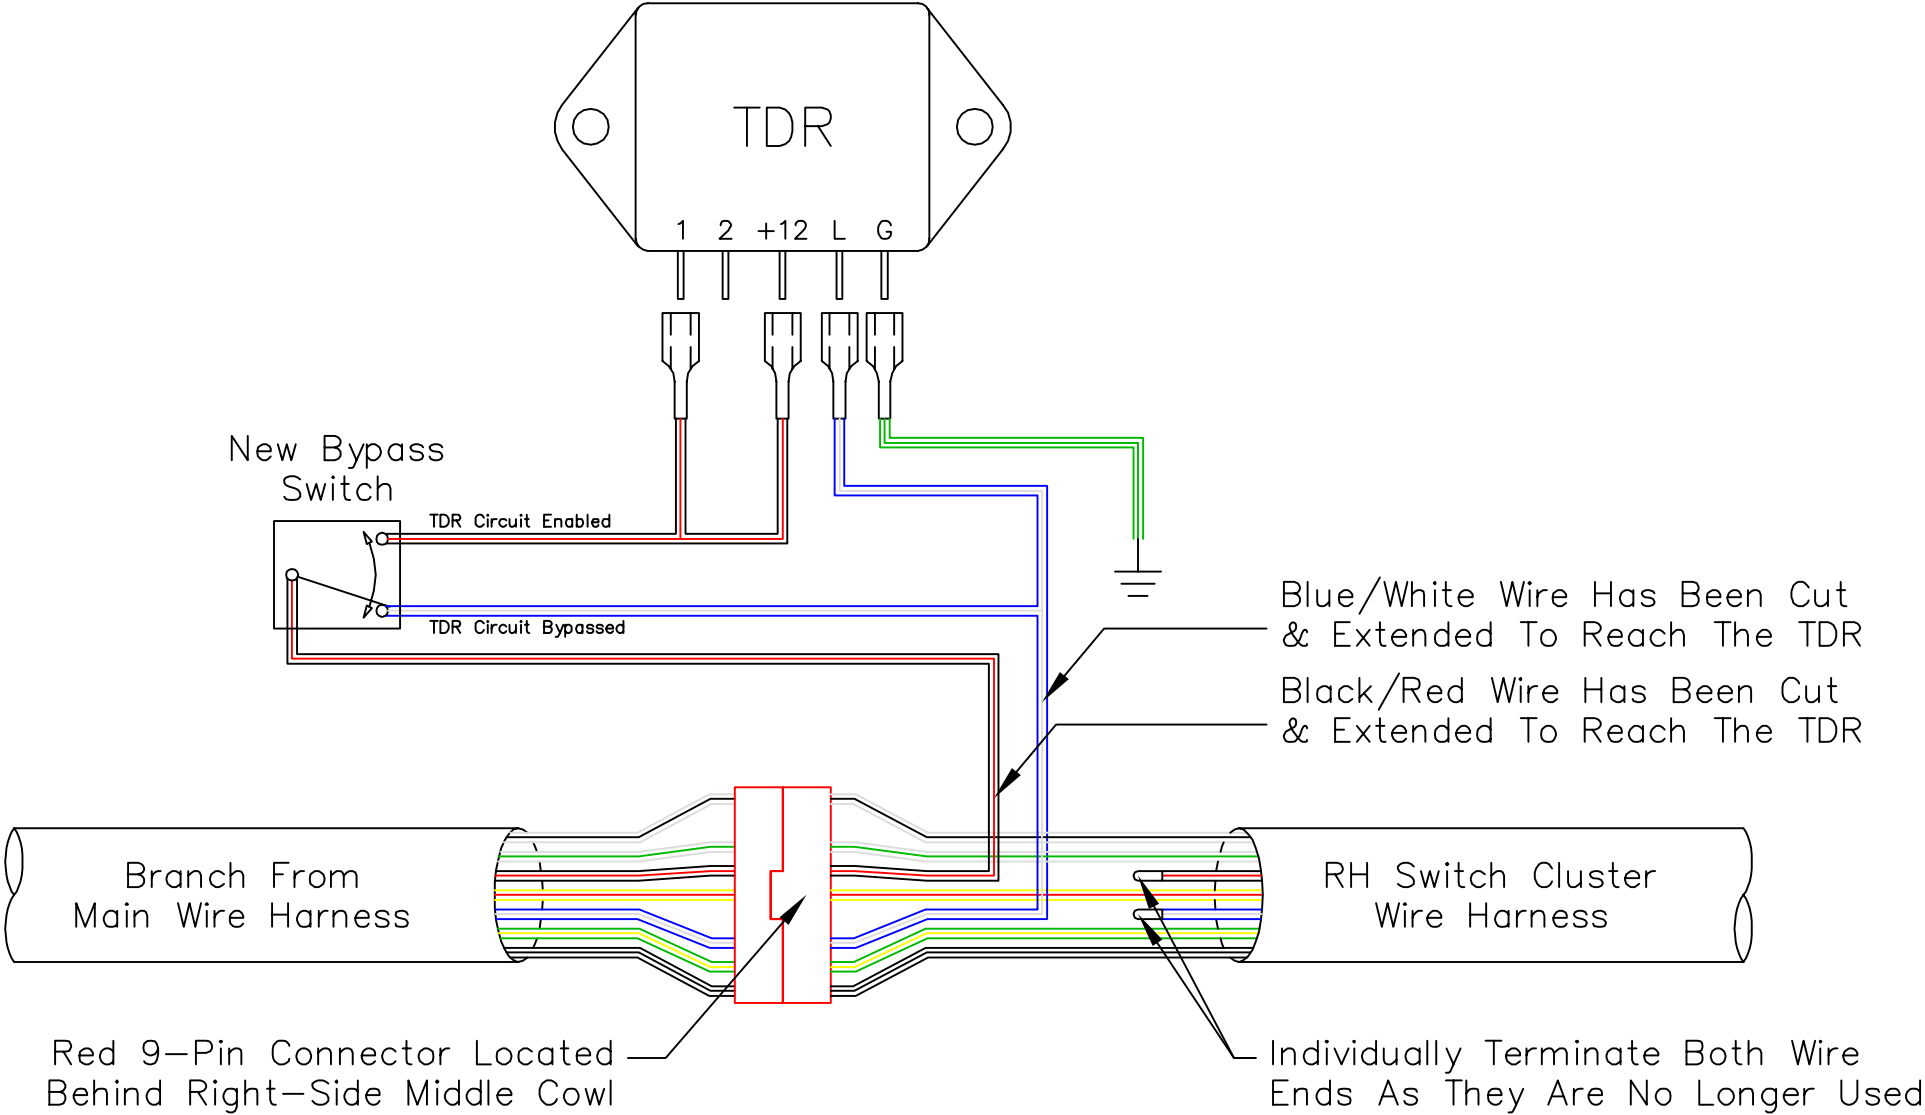 TDR
1 2 +12 L G
New Bypass
Switch
TDR Circuit Enabled
TDR Circuit Bypassed
Blue/White Wire Has Been Cut
& Extended To Reach The TDR
Black/Red Wire Has Been Cut
& Extended To Reach The TDR
Branch From
Main Wire Harness
RH Switch Cluster
Wire Harness
Red 9-Pin Connector Located
Behind Right-Side Middle Cowl
Individually Terminate Both Wire
Ends As They Are No Longer Used